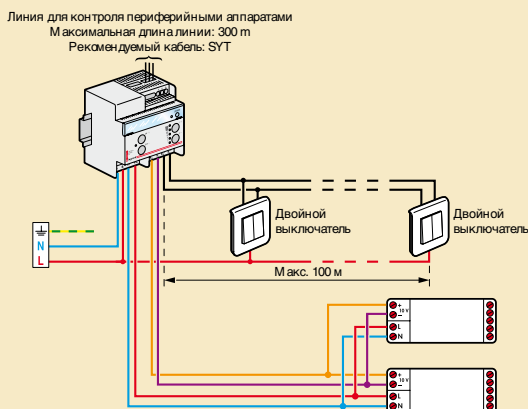 Линия для контроля периферийными аппаратами
Максимальная длина линии: 300 m
Рекомендуемый кабель: SYT
Двойной
выключатель
Двойной
выключатель
N
L
Макс. 100 м
+
10 V
–
L
N
+
10 V
–
L
N